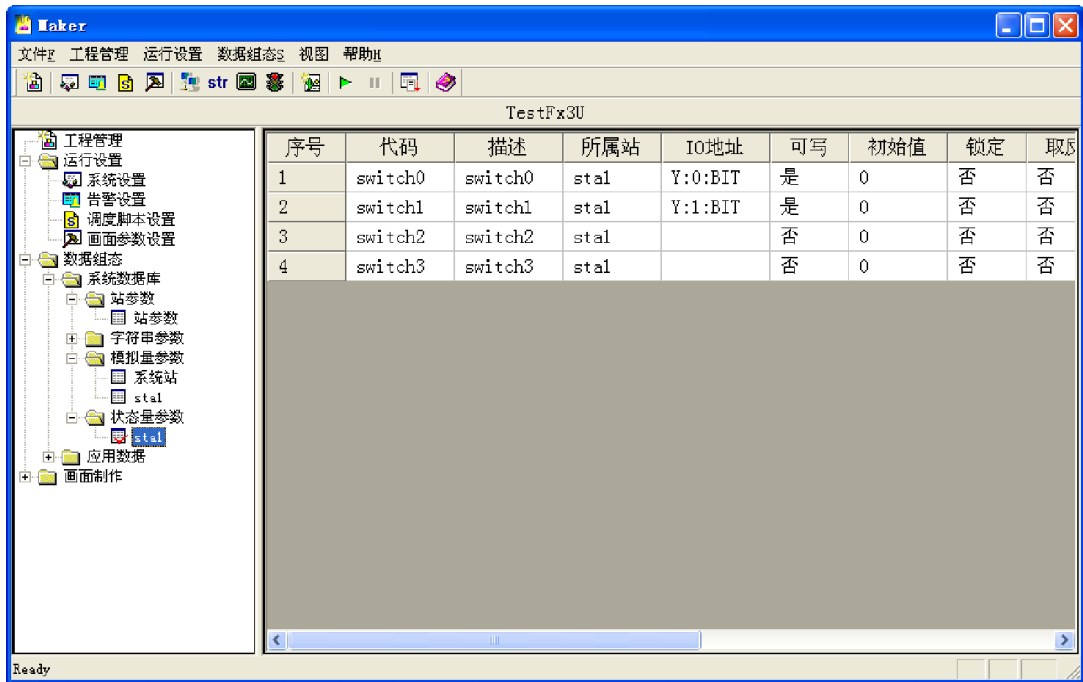 Maker
文件F 工程管理 运行设置 数据组态S 视图 帮助H
str
TestFx3U
工程管理
运行设置
系统设置
告警设置
调度脚本设置
画面参数设置
数据组态
系统数据库
站参数
站参数
字符串参数
模拟量参数
系统站
sta1
状态量参数
sta1
应用数据
画面制作
序号 代码 描述 所属站 IO地址 可写 初始值 锁定 取反
1 switch0 switch0 sta1 Y:0:BIT 是 0 否 否
2 switch1 switch1 sta1 Y:1:BIT 是 0 否 否
3 switch2 switch2 sta1 否 0 否 否
4 switch3 switch3 sta1 否 0 否 否
Ready